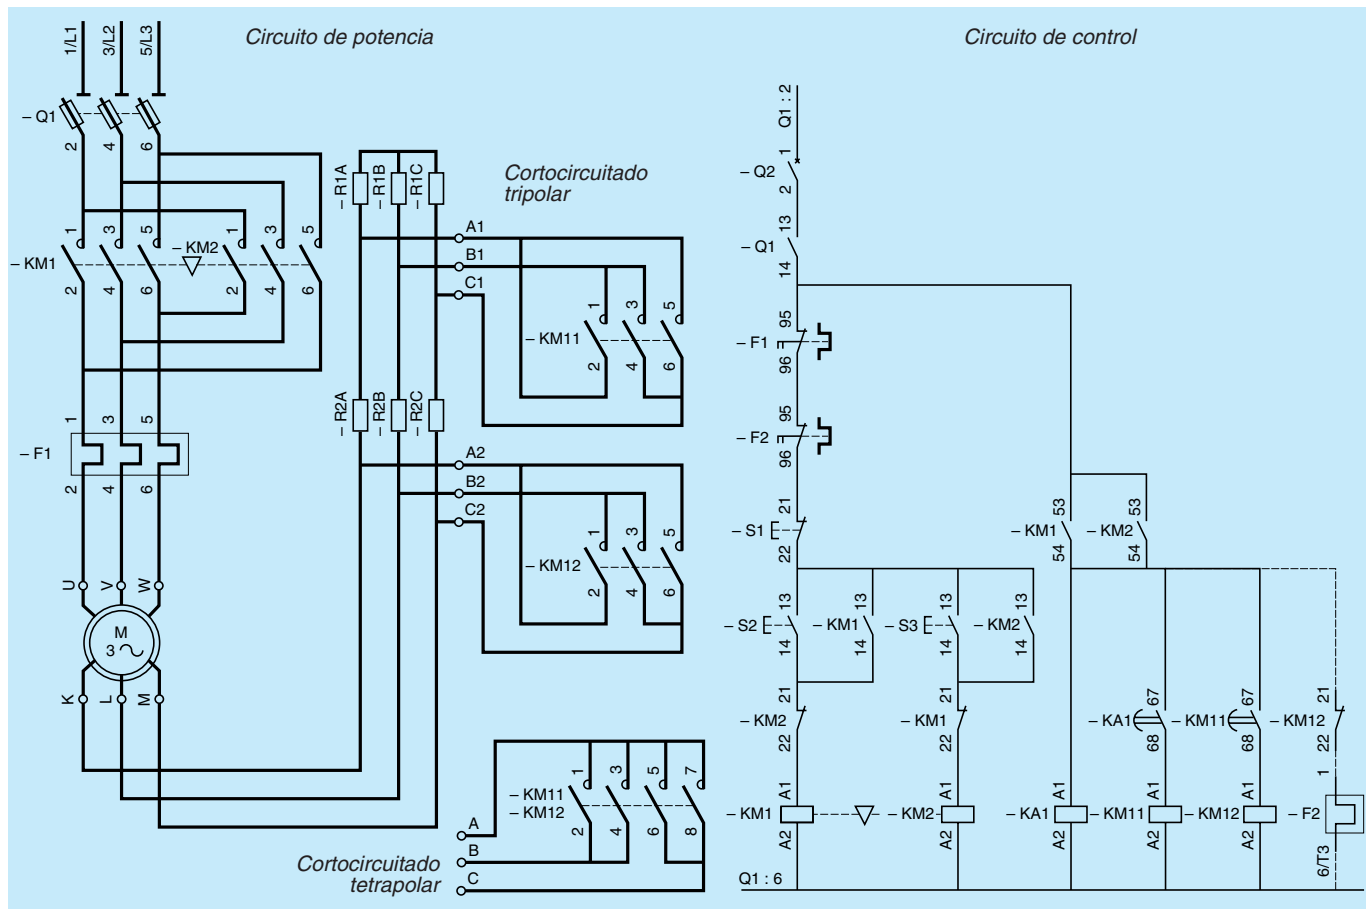 Circuito de potencia
Circuito de control
1/L1
3/L2
5/L3
– Q1
2
4
6
1
3
5
– KM2
1
3
5
– KM1
2
4
6
2
4
6
1
3
5
– F1
2
4
6
U
V
W
M
3
K
L
M
– R1A
– R1B
– R1C
Cortocircuitado
tripolar
A1
B1
C1
1
3
5
– KM11
2
4
6
– R2A
– R2B
– R2C
A2
B2
C2
1
3
5
– KM12
2
4
6
1
3
5
7
– KM11
– KM12
2
4
6
8
A
B
C
Cortocircuitado
tetrapolar
Q1 : 2
1
– Q2
2
13
– Q1
14
95
– F1
96
95
– F2
96
21
– S1
22
53
– KM1
54
53
– KM2
54
13
– S2
14
13
– KM1
14
13
– S3
14
13
– KM2
14
21
– KM2
22
21
– KM1
22
67
– KA1
68
67
– KM11
68
21
– KM12
22
A1
– KM1
A2
A1
– KM2
A2
A1
– KA1
A2
A1
– KM11
A2
A1
– KM12
A2
1
– F2
6/T3
Q1 : 6